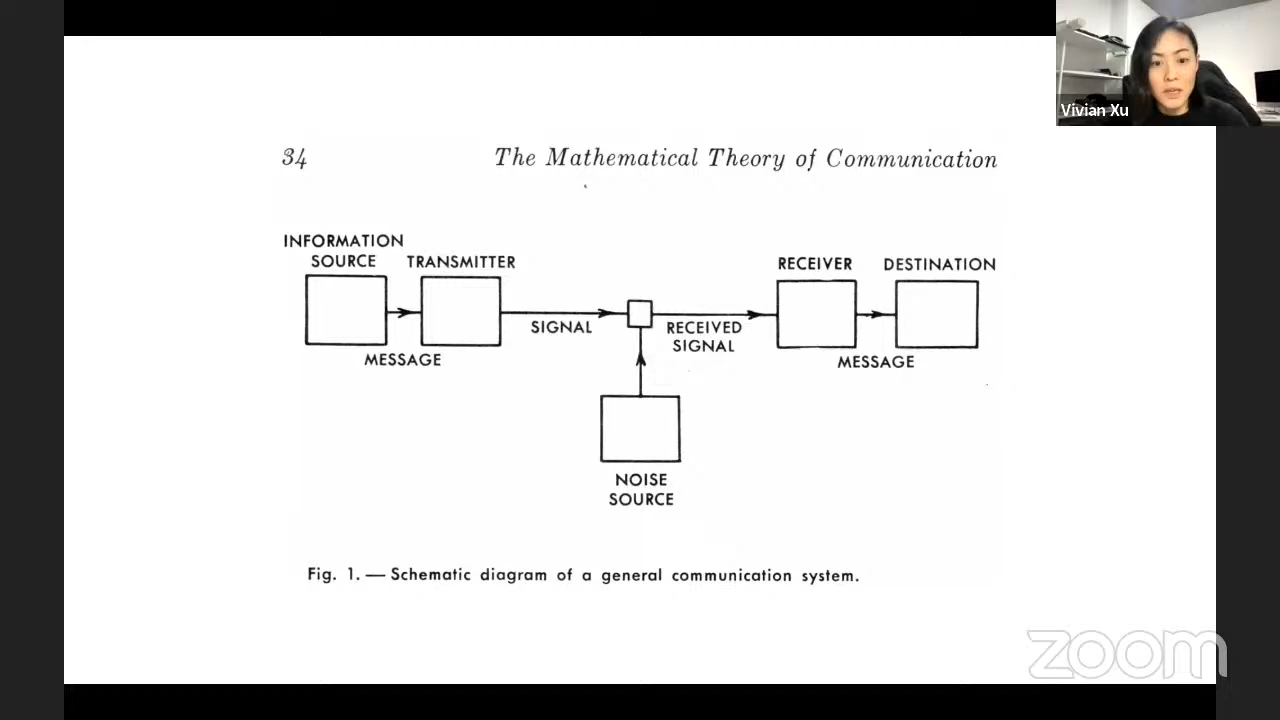 Vivian Xu
34 The Mathematical Theory of Communication
INFORMATION
SOURCE
TRANSMITTER
RECEIVER
DESTINATION
SIGNAL
RECEIVED
SIGNAL
MESSAGE
MESSAGE
NOISE
SOURCE
Fig. 1. — Schematic diagram of a general communication system.
zoom